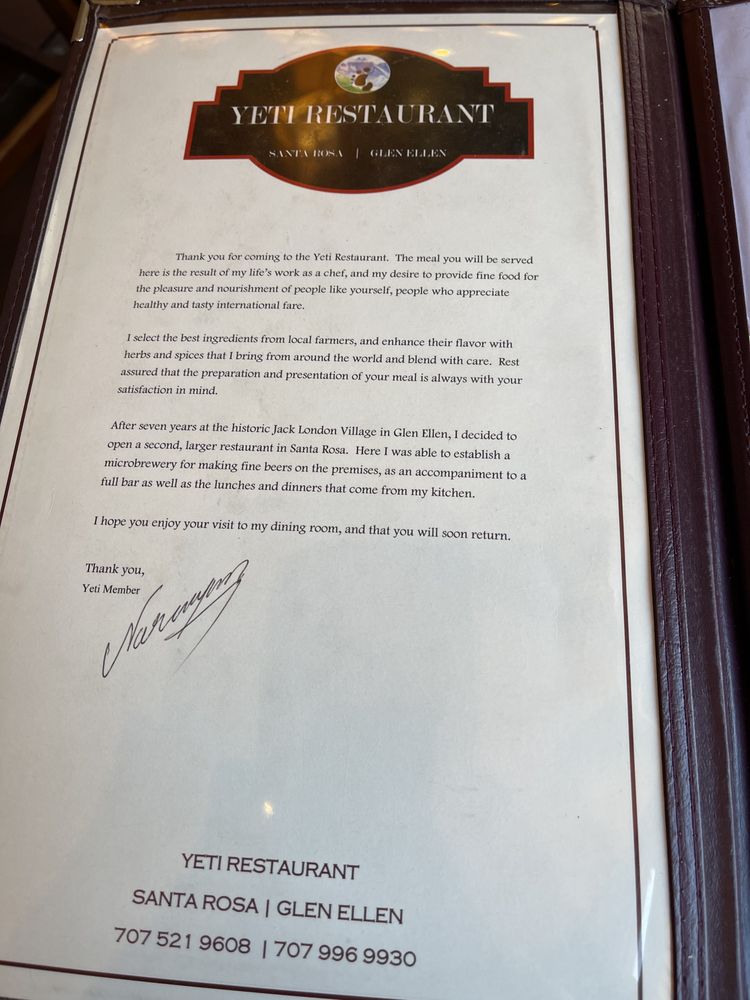 YETI RESTAURANT
SANTA ROSA | GLEN ELLEN
Thank you for coming to the Yeti Restaurant. The meal you will be served
here is the result of my life's work as a chef, and my desire to provide fine food for
the pleasure and nourishment of people like yourself, people who appreciate
healthy and tasty international fare.
I select the best ingredients from local farmers, and enhance their flavor with
herbs and spices that I bring from around the world and blend with care. Rest
assured that the preparation and presentation of your meal is always with your
satisfaction in mind.
After seven years at the historic Jack London Village in Glen Ellen, I decided to
open a second, larger restaurant in Santa Rosa. Here I was able to establish a
microbrewery for making fine beers on the premises, as an accompaniment to a
full bar as well as the lunches and dinners that come from my kitchen.
I hope you enjoy your visit to my dining room, and that you will soon return.
Thank you,
Yeti Member
YETI RESTAURANT
SANTA ROSA | GLEN ELLEN
707 521 9608 | 707 996 9930